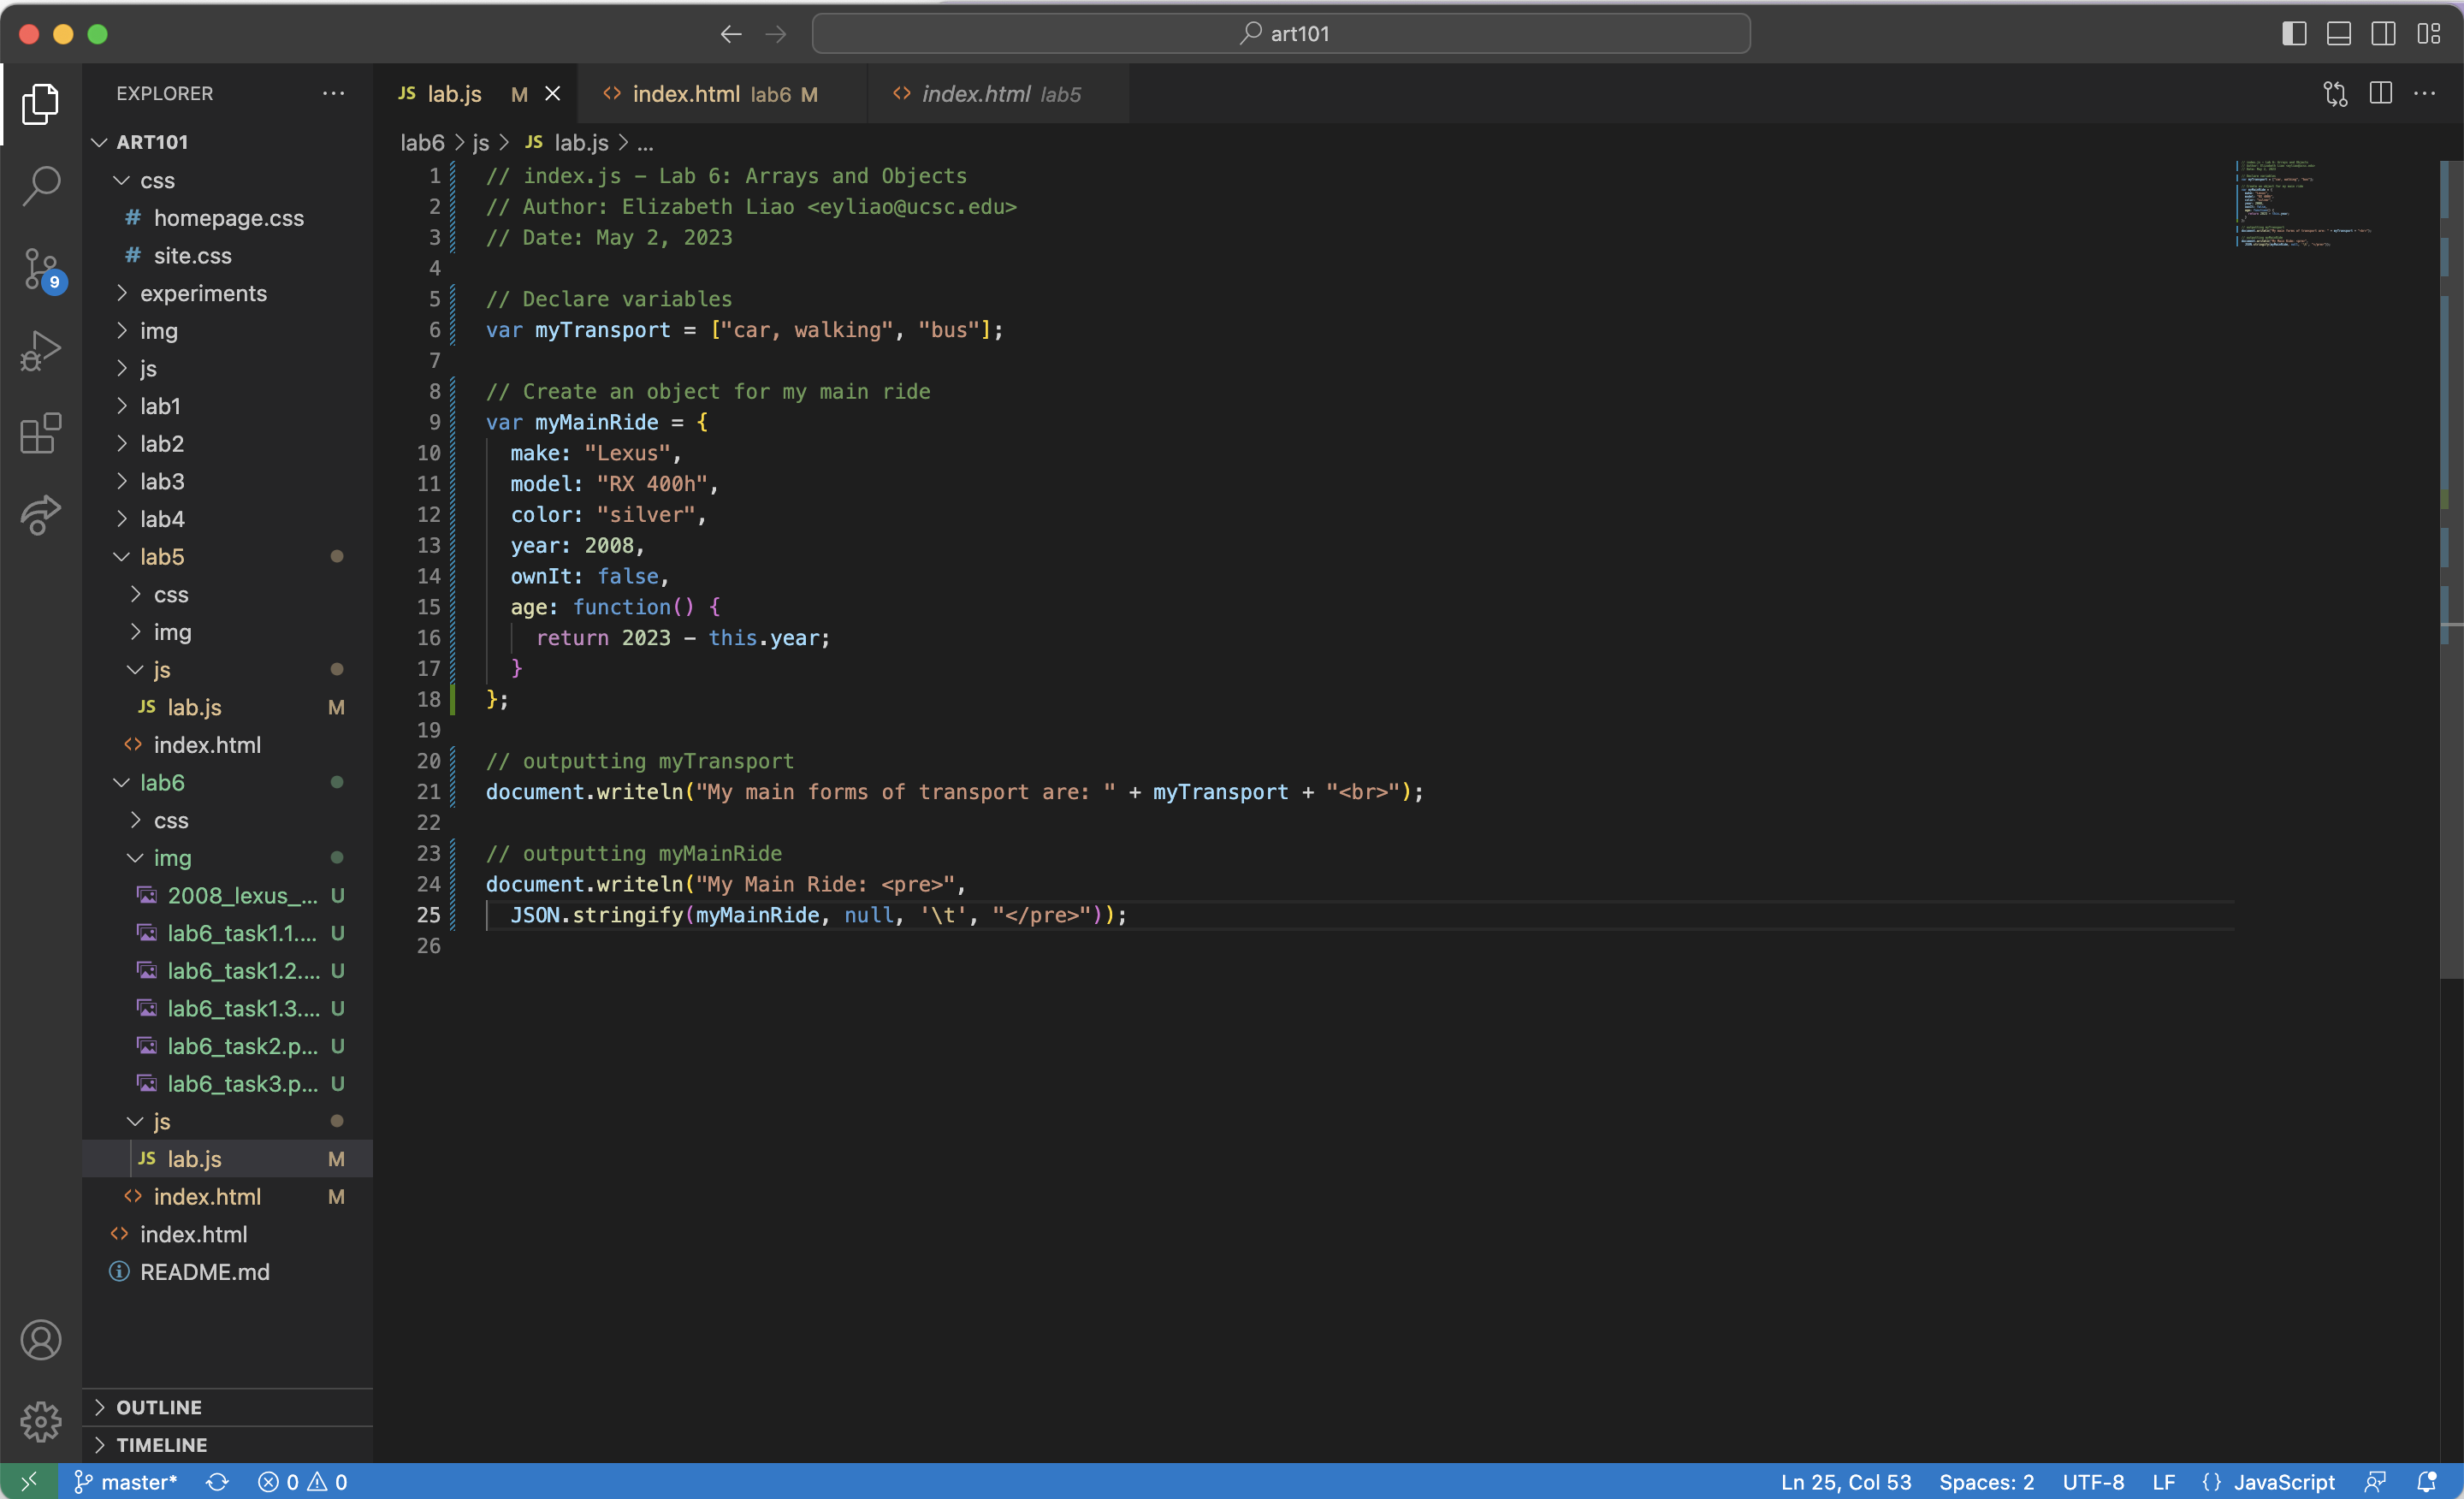 art101
EXPLORER
ART101
css
homepage.css
site.css
experiments
img
js
lab1
lab2
lab3
lab4
lab5
css
img
js
JS lab.js M
index.html
lab6
css
img
2008_lexus_... U
lab6_task1.1.... U
lab6_task1.2.... U
lab6_task1.3.... U
lab6_task2.p... U
lab6_task3.p... U
js
JS lab.js M
index.html M
index.html
README.md
OUTLINE
TIMELINE
9
JS lab.js M
index.html lab6 M
index.html lab5
lab6 > js > JS lab.js > ...
1 // index.js - Lab 6: Arrays and Objects
2 // Author: Elizabeth Liao <eyliao@ucsc.edu>
3 // Date: May 2, 2023
4
5 // Declare variables
6 var myTransport = ["car, walking", "bus"];
7
8 // Create an object for my main ride
9 var myMainRide = {
10 make: "Lexus",
11 model: "RX 400h",
12 color: "silver",
13 year: 2008,
14 ownIt: false,
15 age: function() {
16 return 2023 - this.year;
17 }
18 };
19
20 // outputting myTransport
21 document.writeln("My main forms of transport are: " + myTransport + "<br>");
22
23 // outputting myMainRide
24 document.writeln("My Main Ride: <pre>",
25 JSON.stringify(myMainRide, null, '\t', "</pre>"));
26
master* 0 0
Ln 25, Col 53 Spaces: 2 UTF-8 LF {} JavaScript